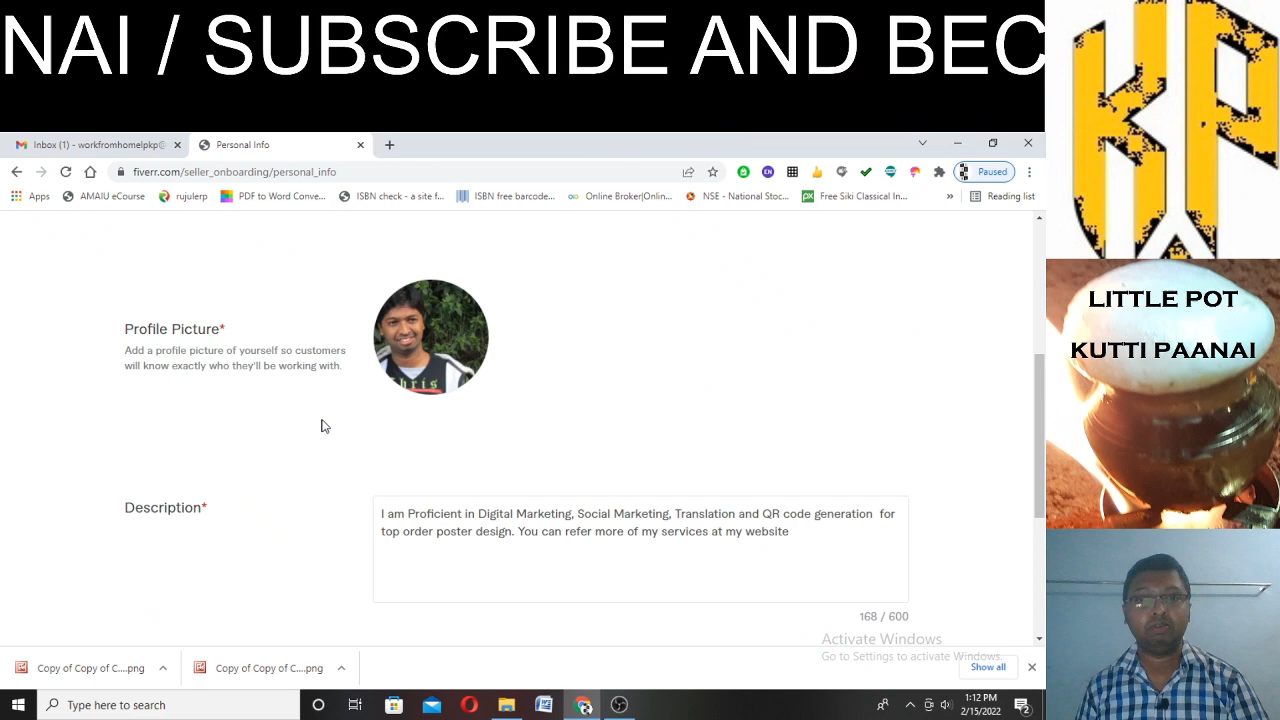 NAI / SUBSCRIBE AND BEC
KP
LITTLE POT
KUTTI PAANAI
Inbox (1) - workfromhomelpkp@
Personal Info
fiverr.com/seller_onboarding/personal_info
EN
Paused
Apps
AMAIU eCourse
rujulerp
PDF to Word Conve...
ISBN check - a site f...
ISBN free barcode...
Online Broker|Onlin...
NSE - National Stoc...
Free Siki Classical In...
»
Reading list
Profile Picture*
Add a profile picture of yourself so customers
will know exactly who they'll be working with.
Chris
Description*
I am Proficient in Digital Marketing, Social Marketing, Translation and QR code generation  for
top order poster design. You can refer more of my services at my website
168 / 600
Activate Windows
Go to Settings to activate Windows.
Copy of Copy of C....png
Copy of Copy of C....png
Show all
Type here to search
1:12 PM
2/15/2022
2